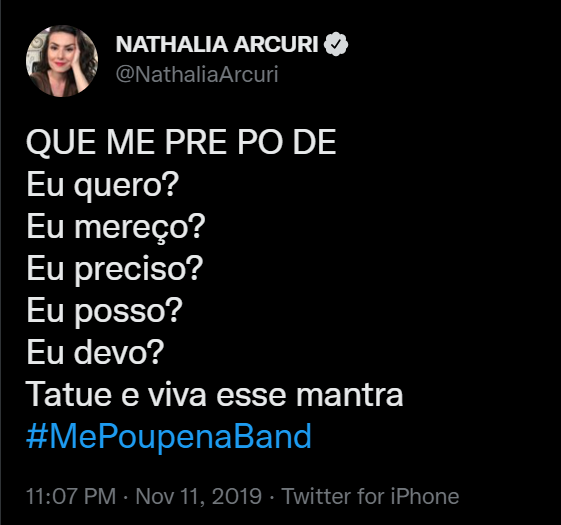 NATHALIA ARCURI
@NathaliaArcuri
QUE ME PRE PO DE
Eu quero?
Eu mereço?
Eu preciso?
Eu posso?
Eu devo?
Tatue e viva esse mantra
#MePoupenaBand
11:07 PM · Nov 11, 2019 · Twitter for iPhone